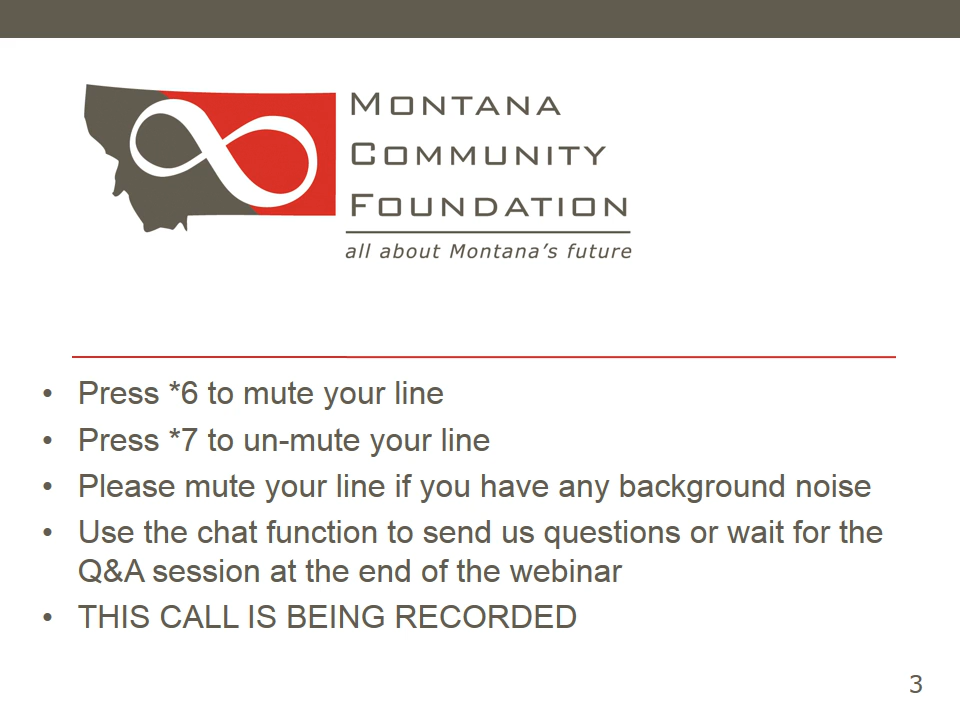 MONTANA
COMMUNITY
FOUNDATION
all about Montana's future
• Press *6 to mute your line
• Press *7 to un-mute your line
• Please mute your line if you have any background noise
• Use the chat function to send us questions or wait for the
Q&A session at the end of the webinar
• THIS CALL IS BEING RECORDED
3